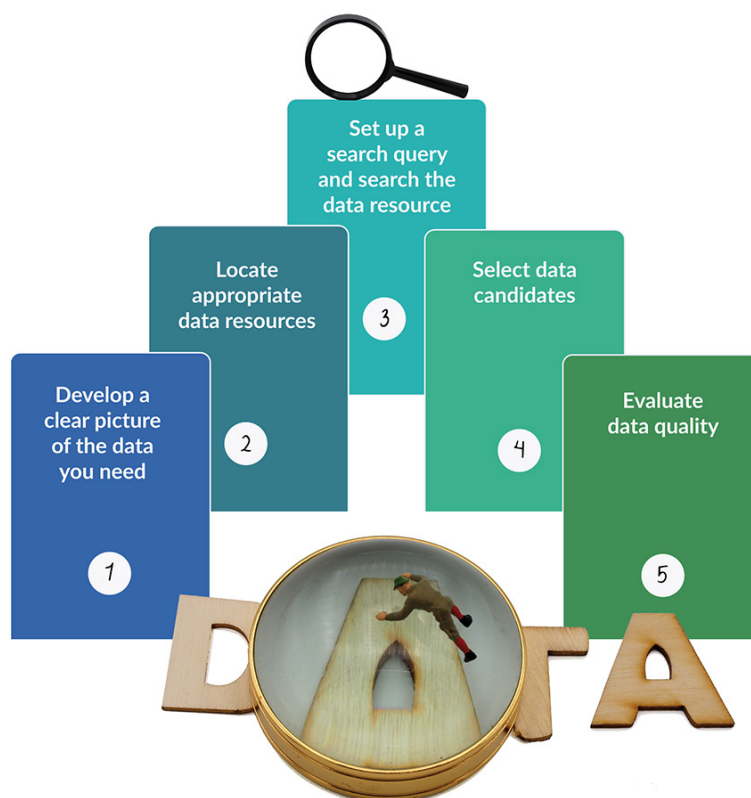 Develop a
clear picture
of the data
you need
1
Locate
appropriate
data resources
2
Set up a
search query
and search the
data resource
3
Select data
candidates
4
Evaluate
data quality
5
DATA